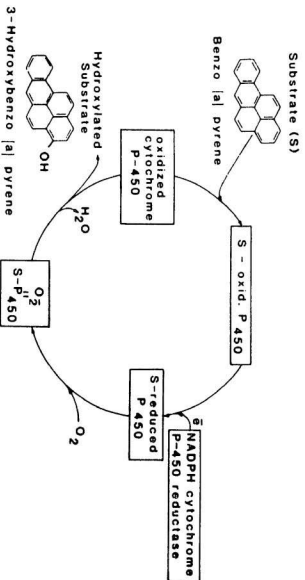 Substrate (S)
Benzo |a| pyrene
oxidized
cytochrome
P-450
S - oxid. P 450
ē
NADPH cytochrome
P-450 reductase
S-reduced
P 450
O2
O2̄
S-P 450
H2O
Hydroxylated
Substrate
OH
3-Hydroxybenzo |a| pyrene